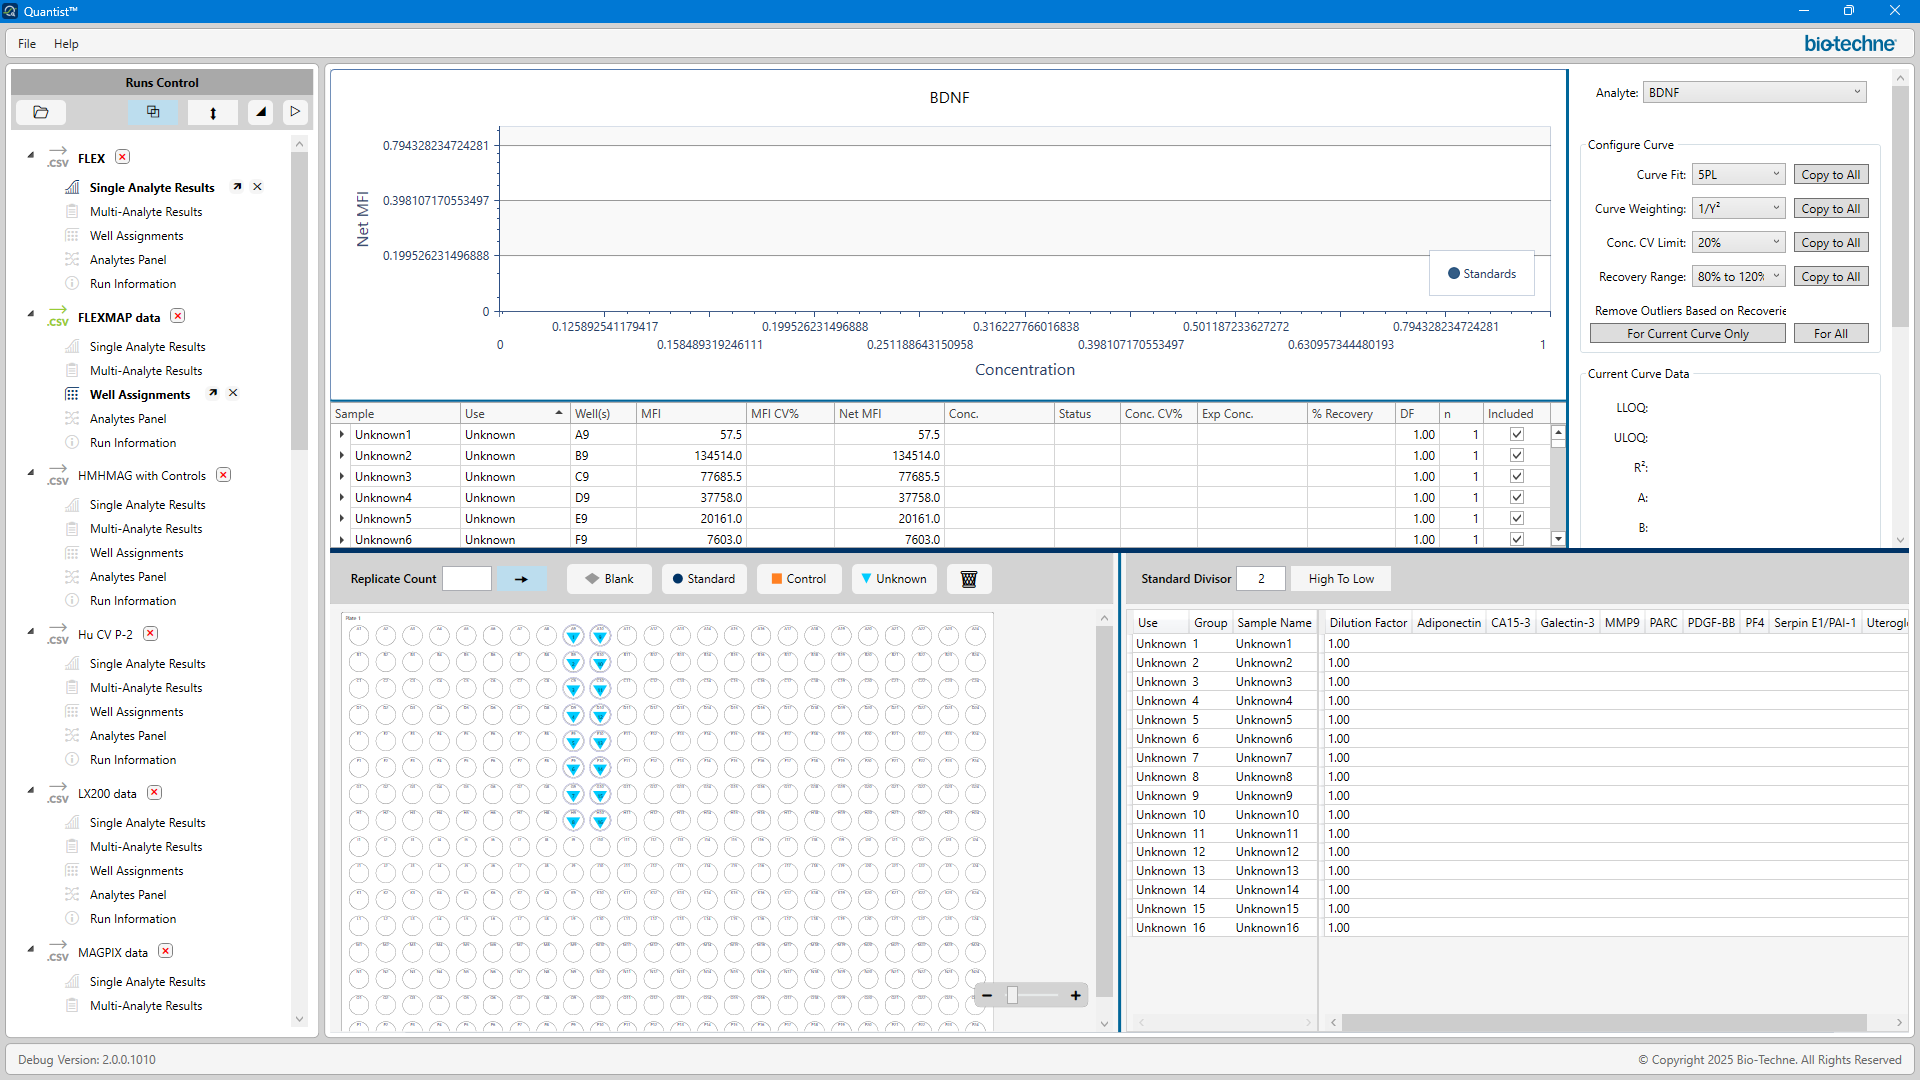 Quantist™
File Help
bio-techne
Runs Control
FLEX
Single Analyte Results
Multi-Analyte Results
Well Assignments
Analytes Panel
Run Information
FLEXMAP data
Single Analyte Results
Multi-Analyte Results
Well Assignments
Analytes Panel
Run Information
HMHMAG with Controls
Single Analyte Results
Multi-Analyte Results
Well Assignments
Analytes Panel
Run Information
Hu CV P-2
Single Analyte Results
Multi-Analyte Results
Well Assignments
Analytes Panel
Run Information
LX200 data
Single Analyte Results
Multi-Analyte Results
Well Assignments
Analytes Panel
Run Information
MAGPIX data
Single Analyte Results
Multi-Analyte Results
BDNF
Net MFI
0.794328234724281
0.398107170553497
0.199526231496888
0
0.125892541179417 0.199526231496888 0.316227766016838 0.501187233627272 0.794328234724281
0 0.158489319246111 0.251188643150958 0.398107170553497 0.630957344480193 1
Concentration
Standards
Sample Use Well(s) MFI MFI CV% Net MFI Conc. Status Conc. CV% Exp Conc. % Recovery DF n Included
Unknown1 Unknown A9 57.5 57.5 1.00 1
Unknown2 Unknown B9 134514.0 134514.0 1.00 1
Unknown3 Unknown C9 77685.5 77685.5 1.00 1
Unknown4 Unknown D9 37758.0 37758.0 1.00 1
Unknown5 Unknown E9 20161.0 20161.0 1.00 1
Unknown6 Unknown F9 7603.0 7603.0 1.00 1
Analyte: BDNF
Configure Curve
Curve Fit: 5PL Copy to All
Curve Weighting: 1/Y² Copy to All
Conc. CV Limit: 20% Copy to All
Recovery Range: 80% to 120% Copy to All
Remove Outliers Based on Recoverie
For Current Curve Only For All
Current Curve Data
LLOQ:
ULOQ:
R²:
A:
B:
Replicate Count Blank Standard Control Unknown
Plate 1
Standard Divisor 2 High To Low
Use Group Sample Name Dilution Factor Adiponectin CA15-3 Galectin-3 MMP9 PARC PDGF-BB PF4 Serpin E1/PAI-1 Uteroglo
Unknown 1 Unknown1 1.00
Unknown 2 Unknown2 1.00
Unknown 3 Unknown3 1.00
Unknown 4 Unknown4 1.00
Unknown 5 Unknown5 1.00
Unknown 6 Unknown6 1.00
Unknown 7 Unknown7 1.00
Unknown 8 Unknown8 1.00
Unknown 9 Unknown9 1.00
Unknown 10 Unknown10 1.00
Unknown 11 Unknown11 1.00
Unknown 12 Unknown12 1.00
Unknown 13 Unknown13 1.00
Unknown 14 Unknown14 1.00
Unknown 15 Unknown15 1.00
Unknown 16 Unknown16 1.00
Debug Version: 2.0.0.1010
© Copyright 2025 Bio-Techne. All Rights Reserved